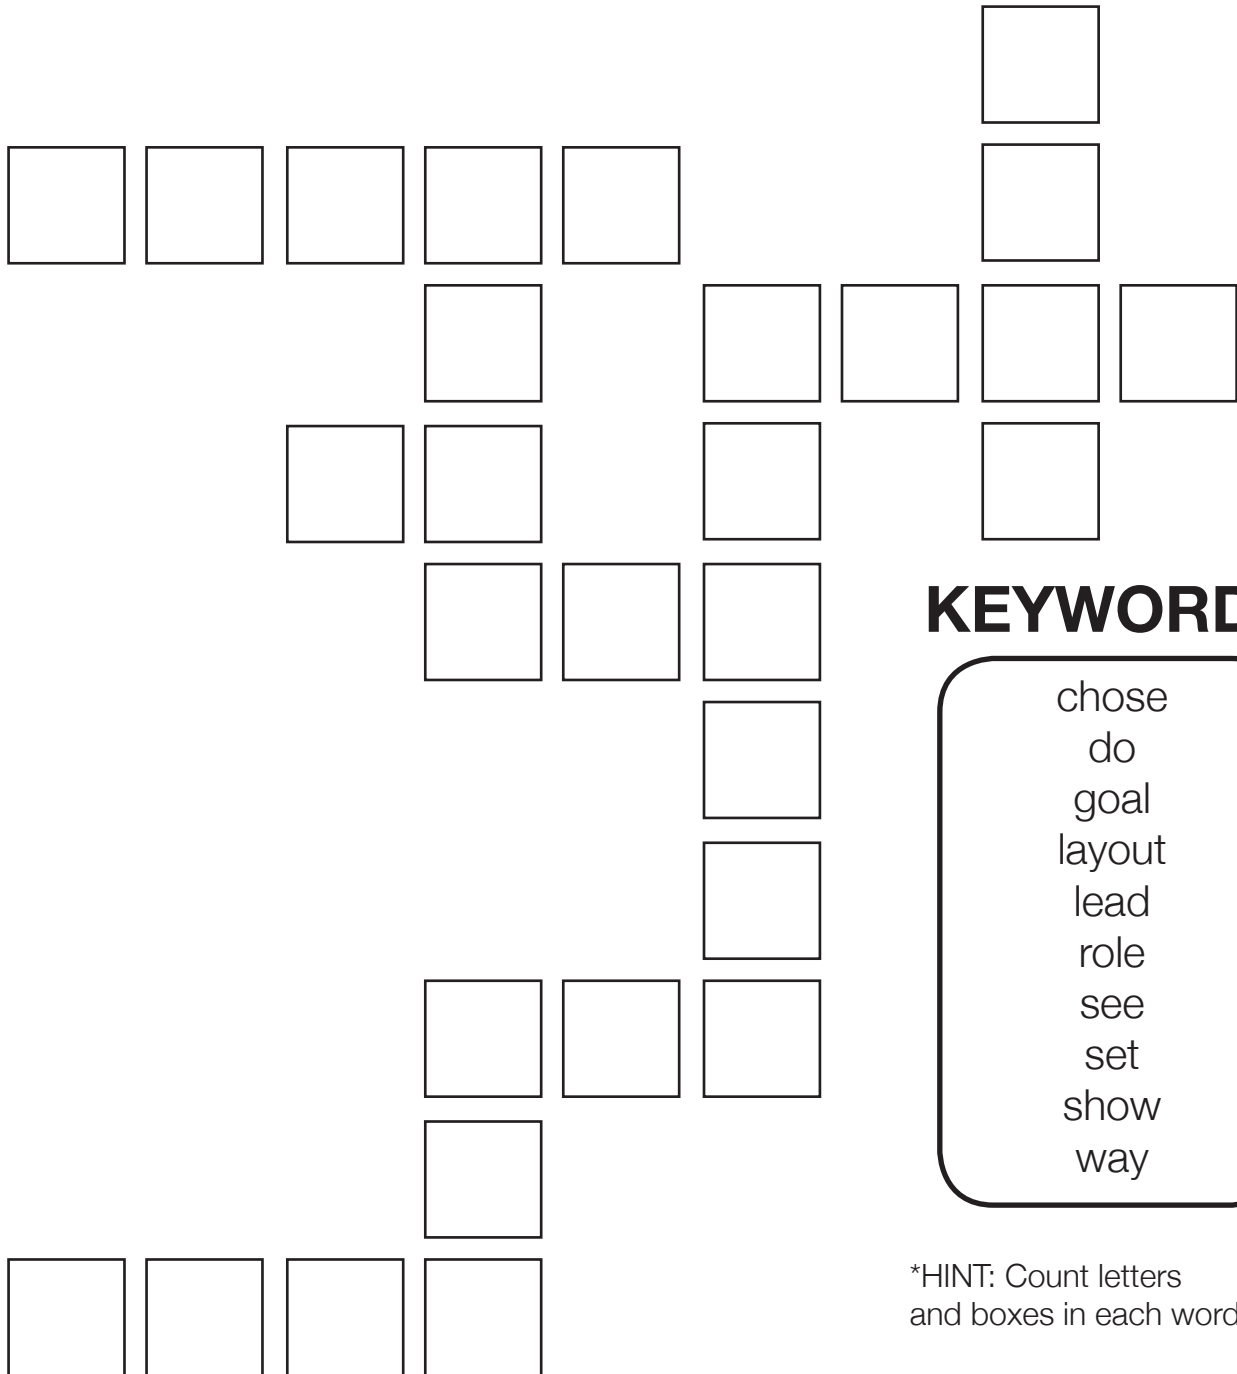 KEYWORD
chose
do
goal
layout
lead
role
see
set
show
way
*HINT: Count letters
and boxes in each word